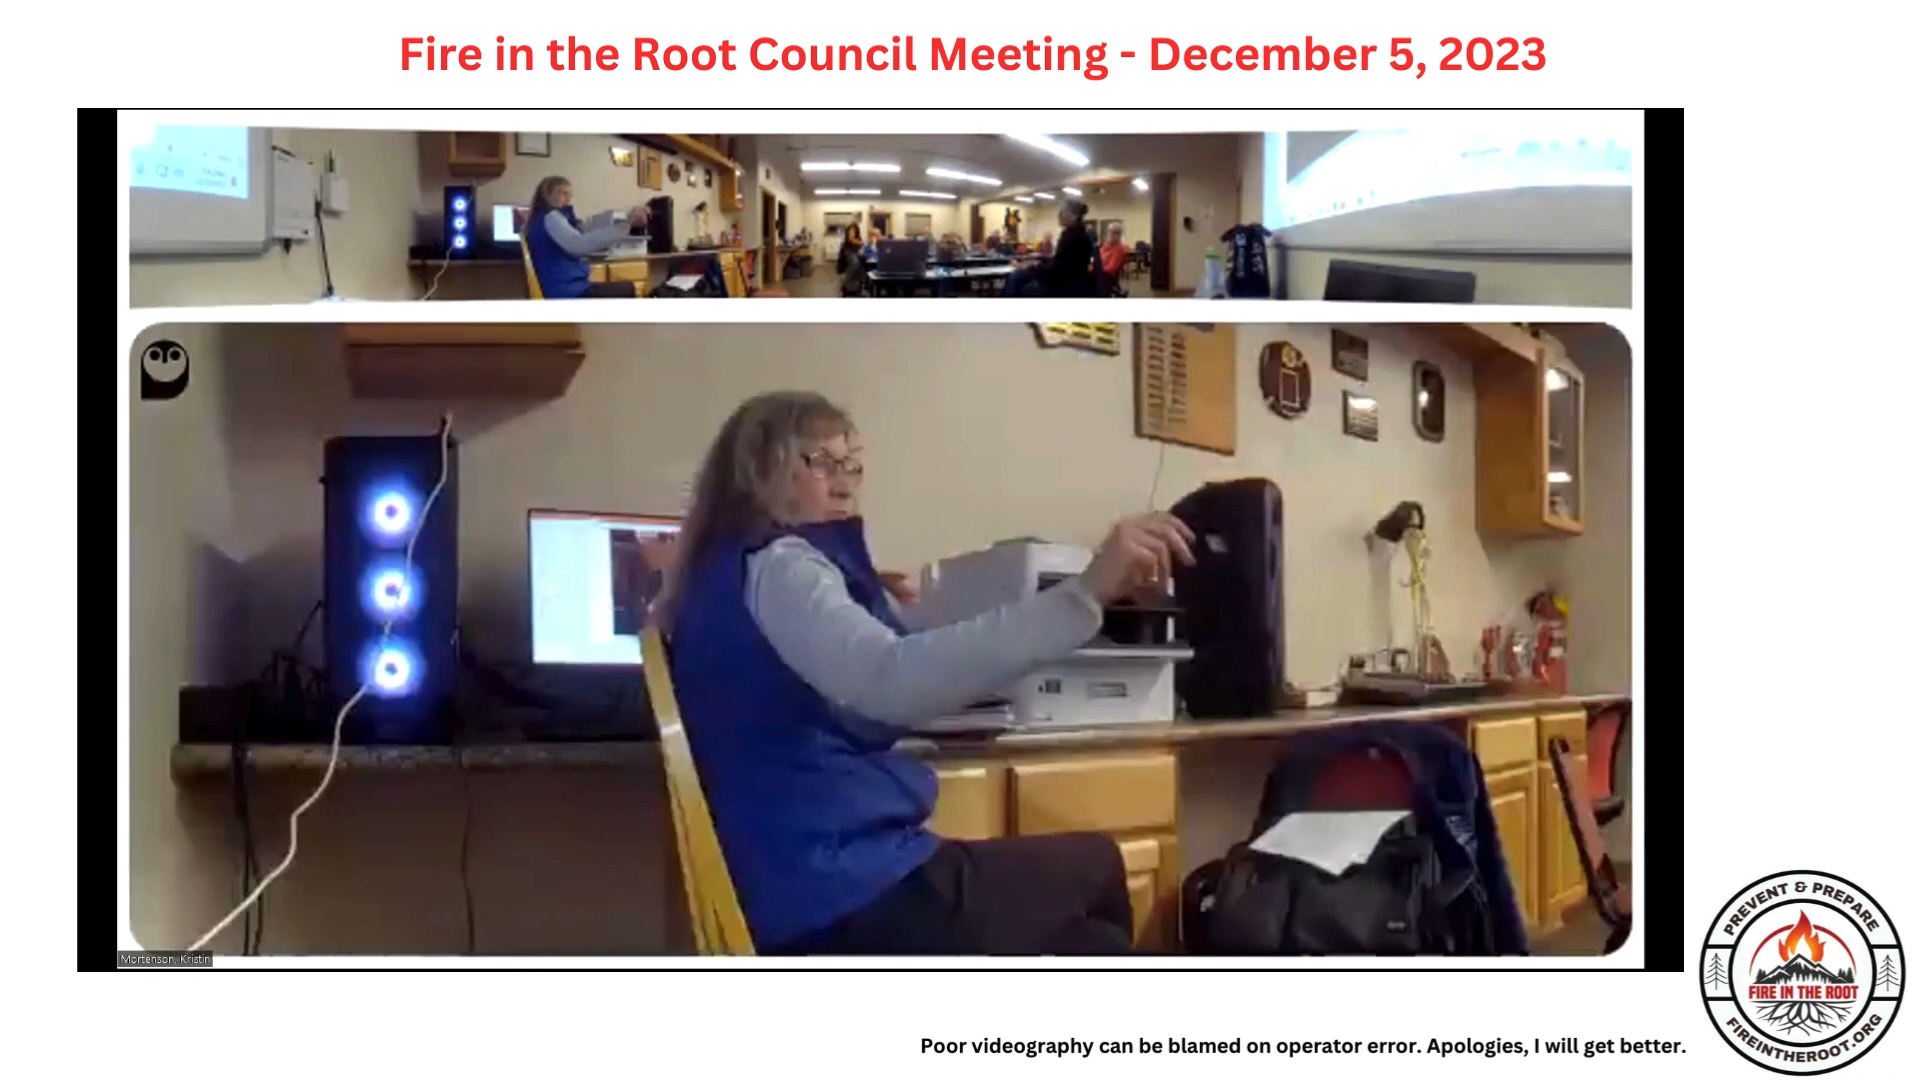 Fire in the Root Council Meeting - December 5, 2023
Mortenson, Kristin
PREVENT & PREPARE
FIRE IN THE ROOT
FIREINTHEROOT.ORG
Poor videography can be blamed on operator error. Apologies, I will get better.